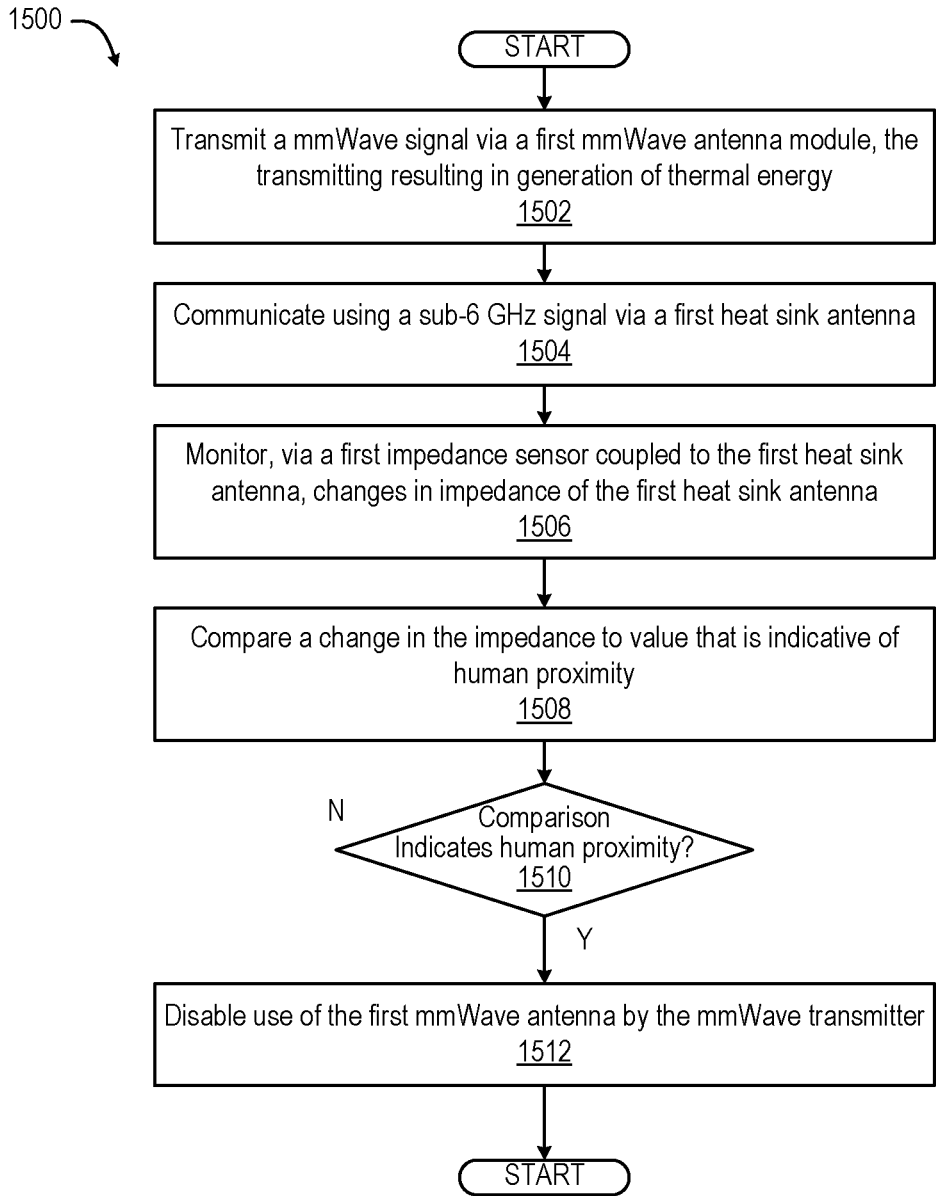 1500
START
Transmit a mmWave signal via a first mmWave antenna module, the
transmitting resulting in generation of thermal energy
1502
Communicate using a sub-6 GHz signal via a first heat sink antenna
1504
Monitor, via a first impedance sensor coupled to the first heat sink
antenna, changes in impedance of the first heat sink antenna
1506
Compare a change in the impedance to value that is indicative of
human proximity
1508
N
Comparison
Indicates human proximity?
1510
Y
Disable use of the first mmWave antenna by the mmWave transmitter
1512
START